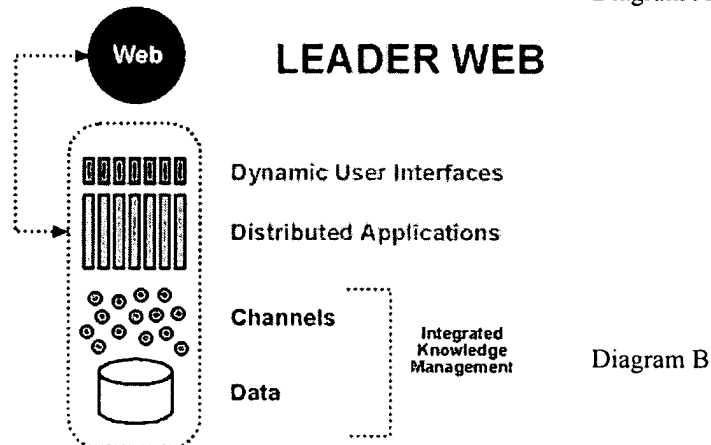 Web
LEADER WEB
Dynamic User Interfaces
Distributed Applications
Channels
Integrated
Knowledge
Management
Diagram B
Data